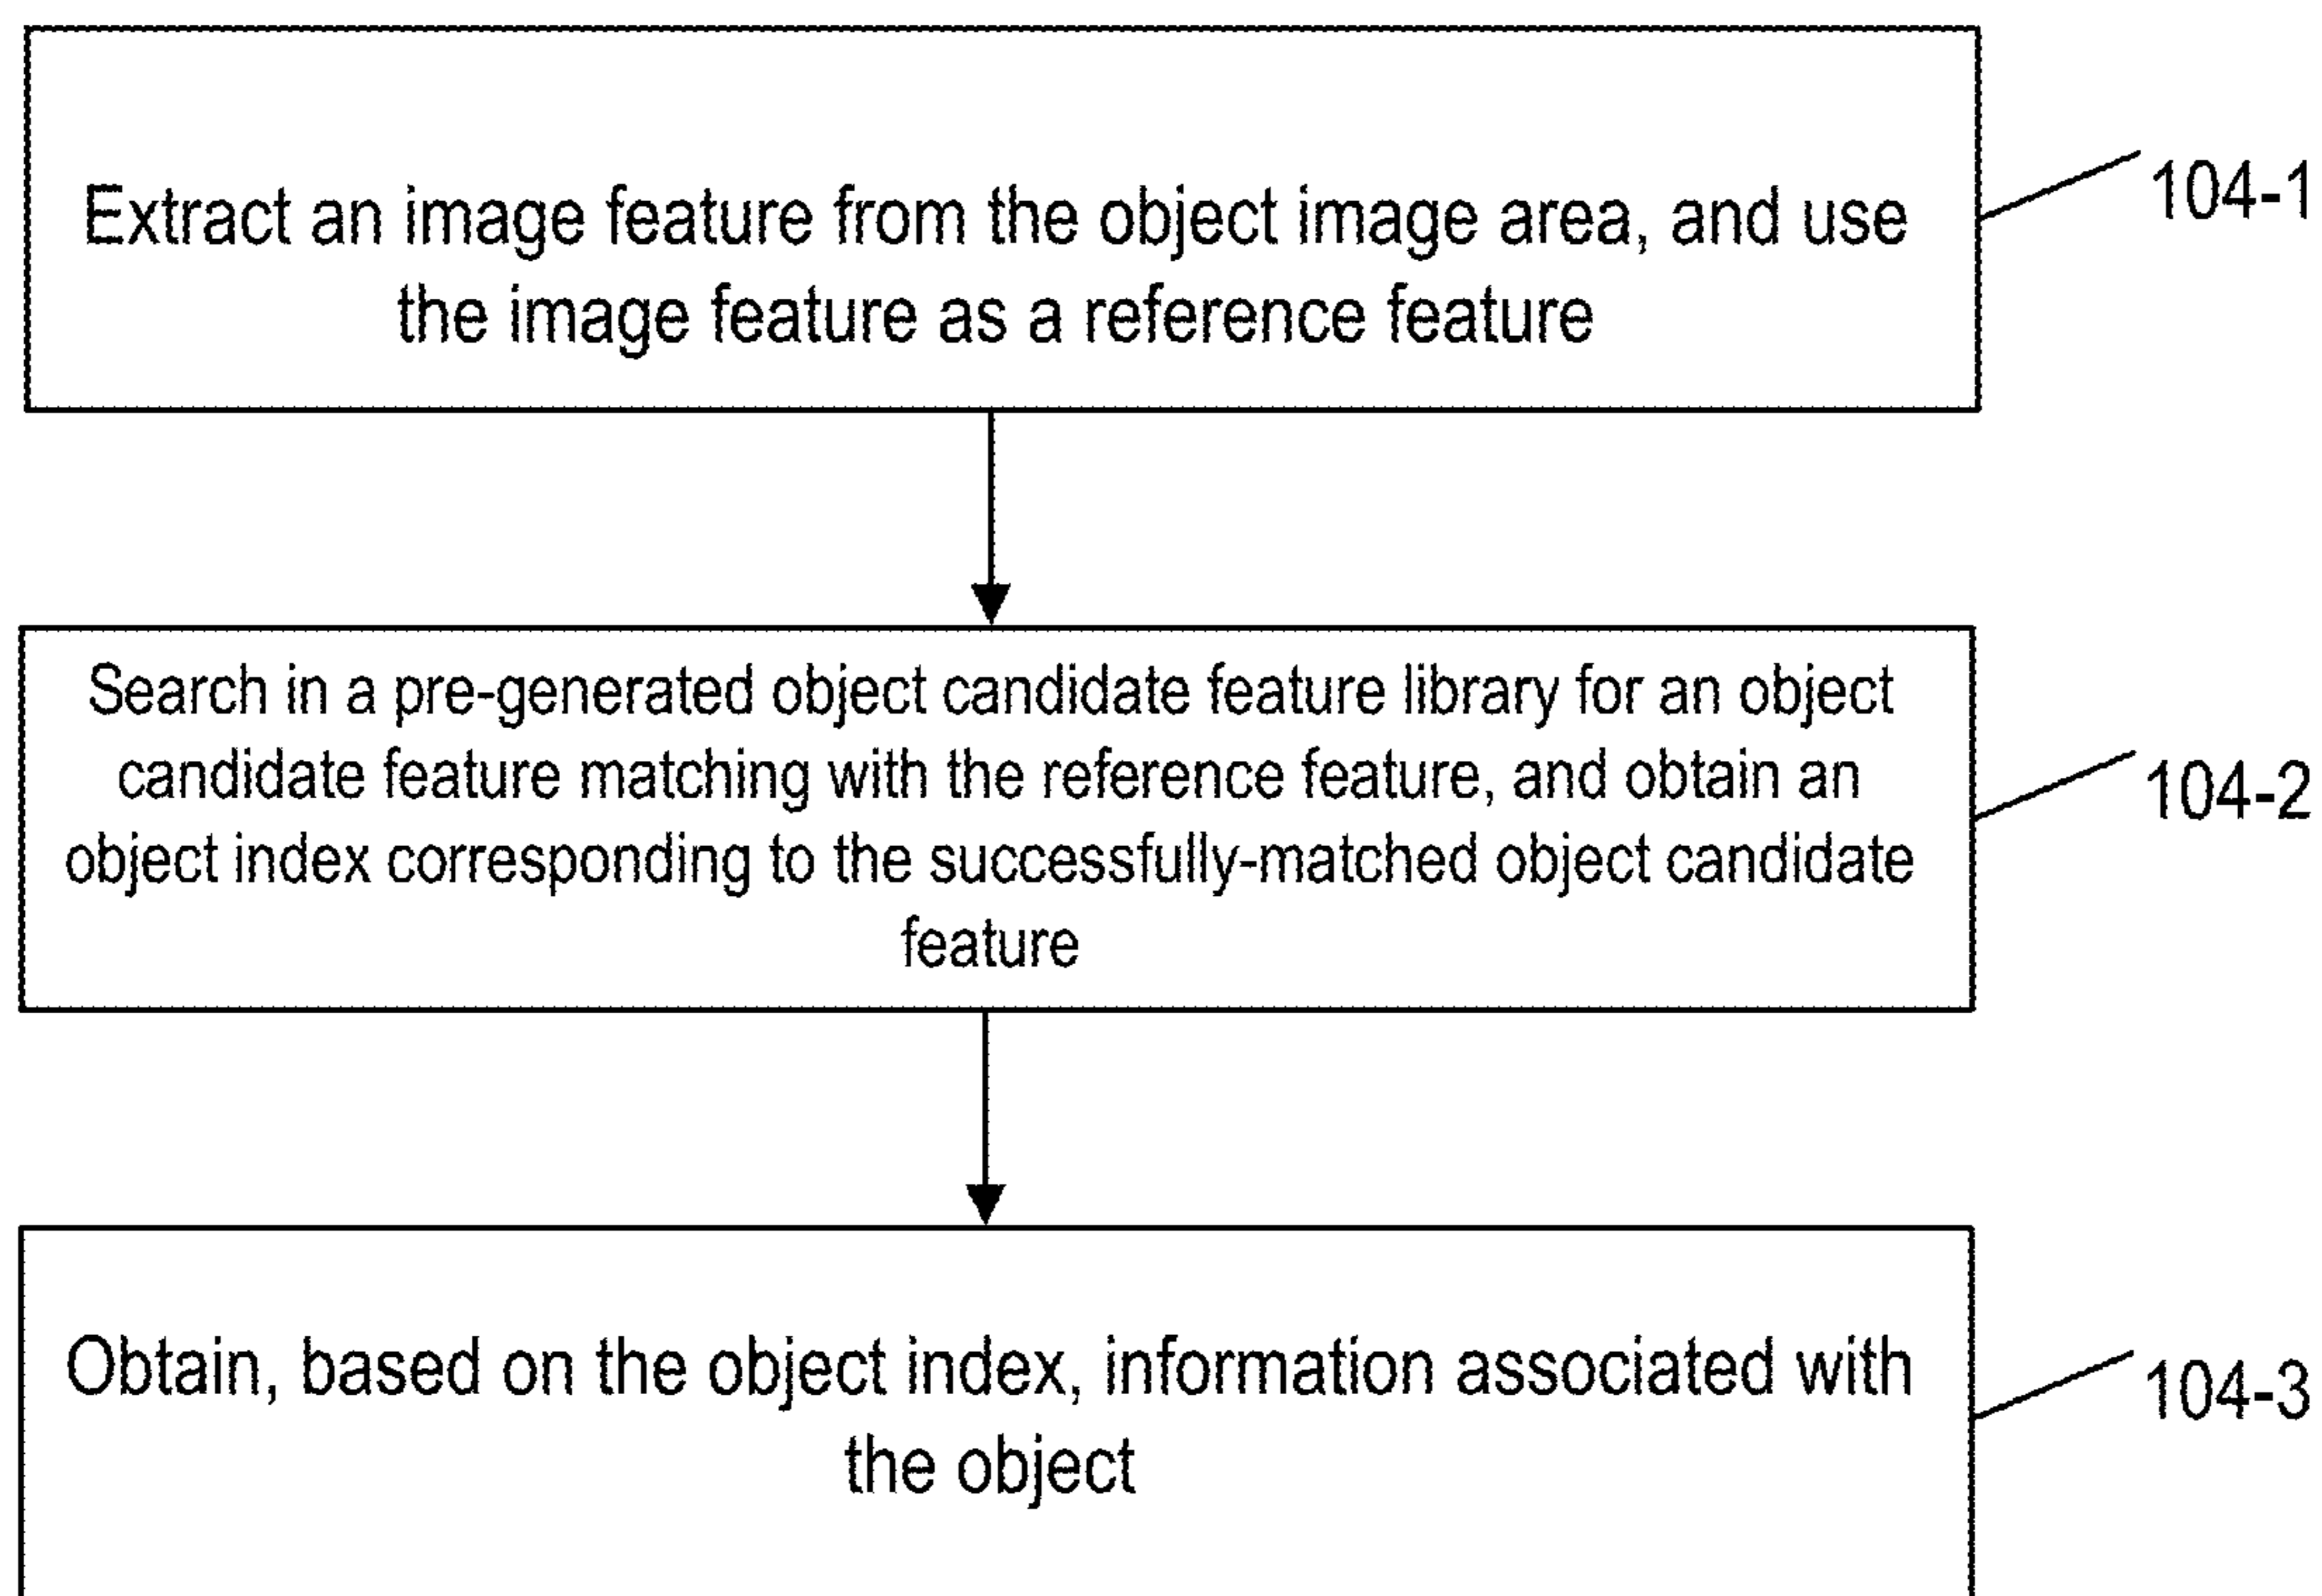 Extract an image feature from the object image area, and use
the image feature as a reference feature
104-1
Search in a pre-generated object candidate feature library for an object
candidate feature matching with the reference feature, and obtain an
object index corresponding to the successfully-matched object candidate
feature
104-2
Obtain, based on the object index, information associated with
the object
104-3